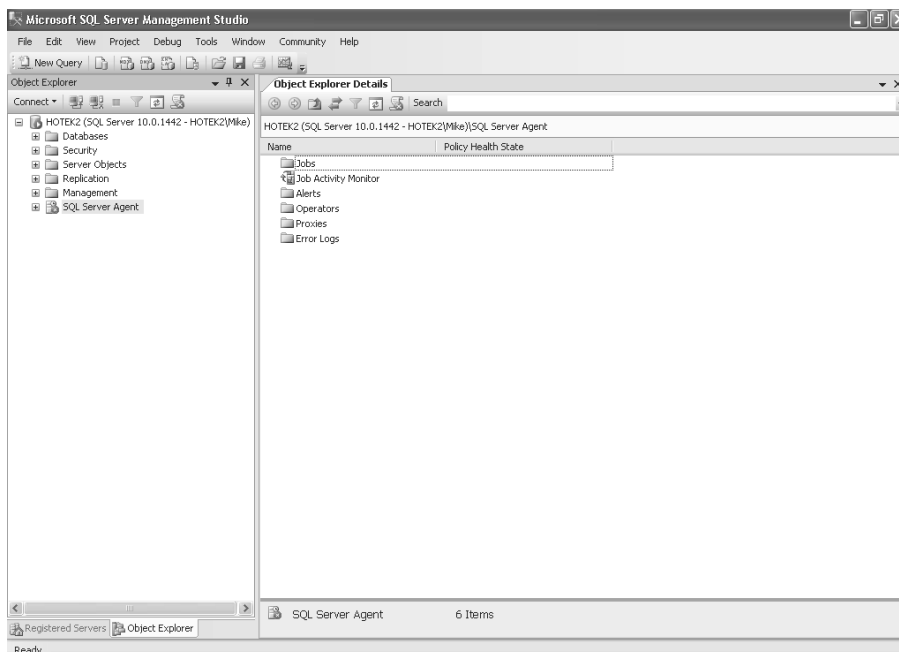 Microsoft SQL Server Management Studio
File Edit View Project Debug Tools Window Community Help
New Query
Object Explorer
Connect
HOTEK2 (SQL Server 10.0.1442 - HOTEK2\Mike)
Databases
Security
Server Objects
Replication
Management
SQL Server Agent
Registered Servers
Object Explorer
Object Explorer Details
Search
HOTEK2 (SQL Server 10.0.1442 - HOTEK2\Mike)\SQL Server Agent
Name Policy Health State
Jobs
Job Activity Monitor
Alerts
Operators
Proxies
Error Logs
SQL Server Agent 6 Items
Ready